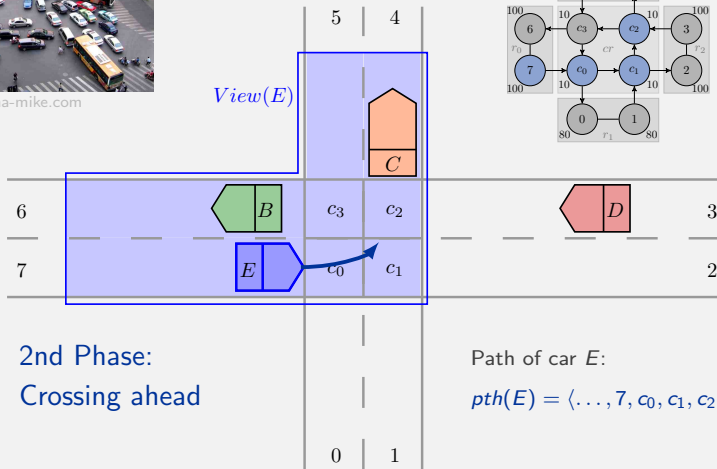 a-mike.com
5
4
View(E)
C
B
E
D
c3
c2
c0
c1
6
7
3
2
0
1
2nd Phase:
Crossing ahead
Path of car E:
pth(E) = ⟨..., 7, c0, c1, c2
100
10
10
100
6
c3
c2
3
r0
cr
r2
7
c0
c1
2
100
10
10
100
0
1
80
r1
80